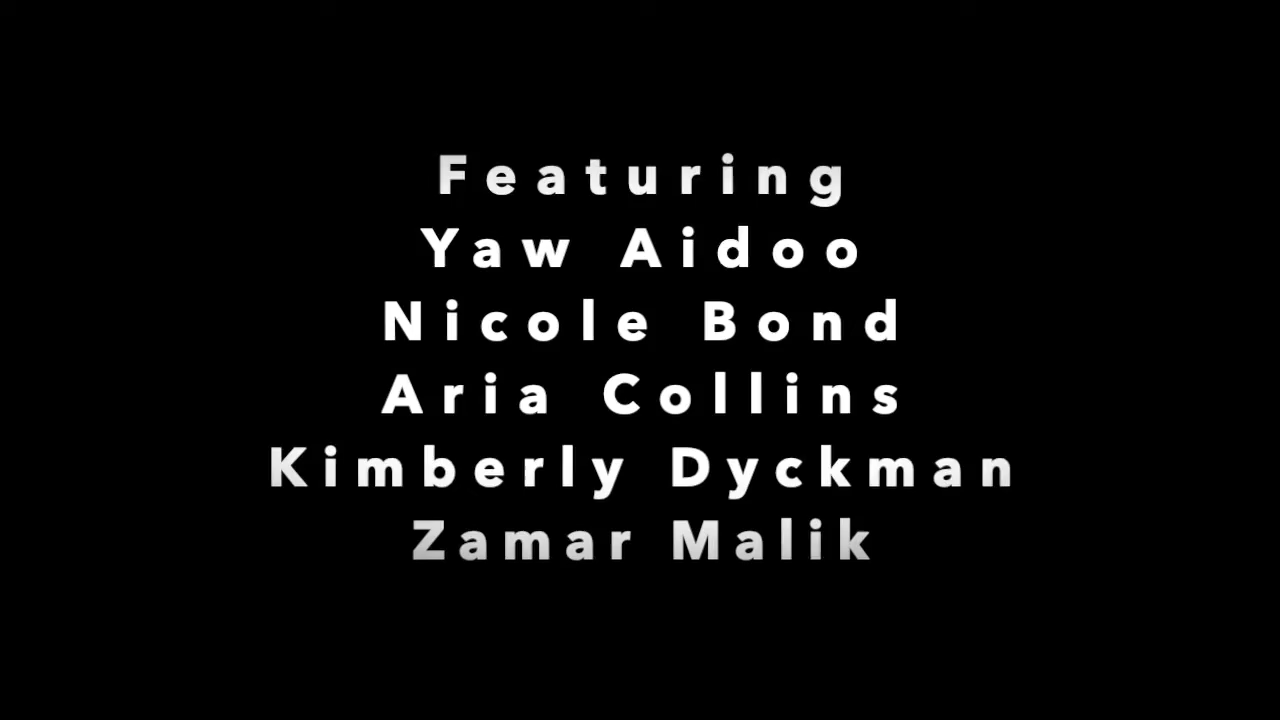 Featuring
Yaw Aidoo
Nicole Bond
Aria Collins
Kimberly Dyckman
Zamar Malik